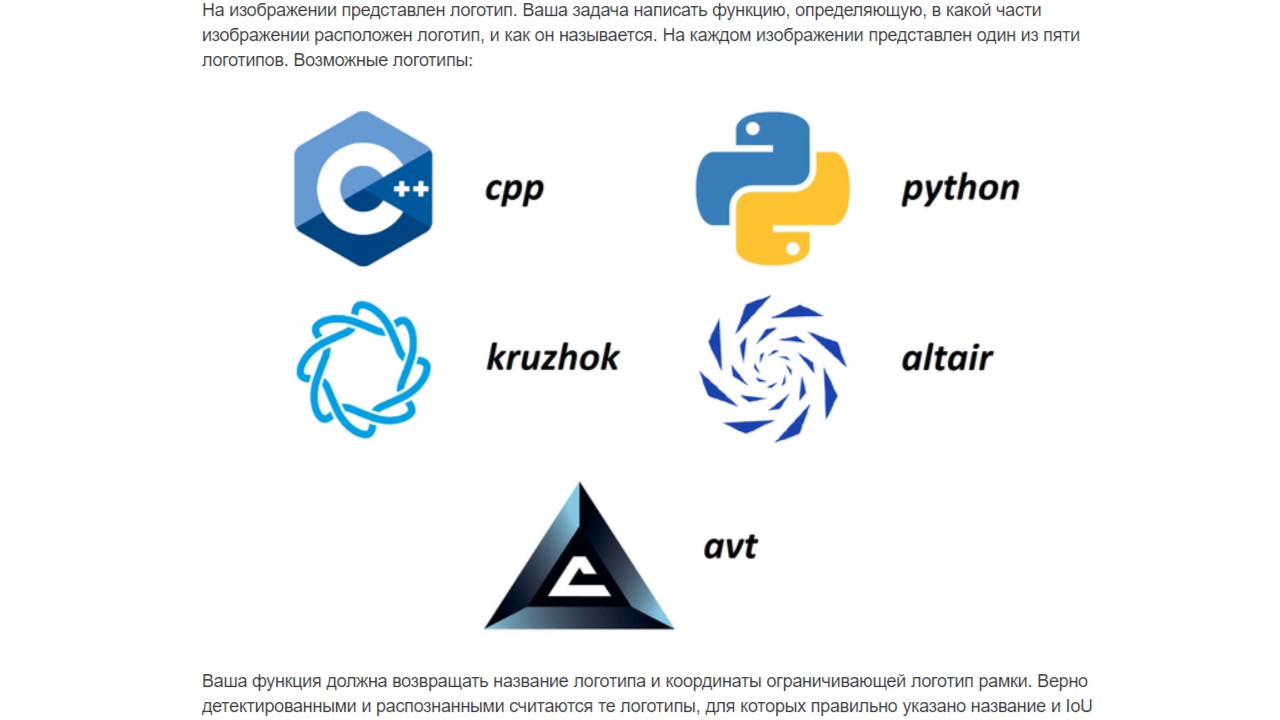 На изображении представлен логотип. Ваша задача написать функцию, определяющую, в какой части
изображении расположен логотип, и как он называется. На каждом изображении представлен один из пяти
логотипов. Возможные логотипы:
C ++ cpp python
kruzhok altair
avt
Ваша функция должна возвращать название логотипа и координаты ограничивающей логотип рамки. Верно
детектированными и распознанными считаются те логотипы, для которых правильно указано название и IoU